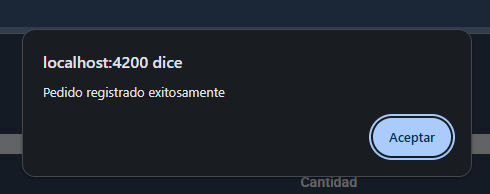 localhost:4200 dice
Pedido registrado exitosamente
Aceptar
Cantidad